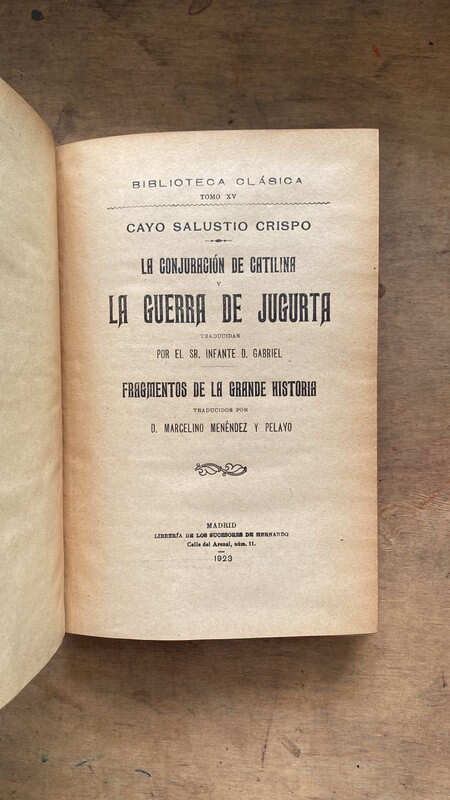 BIBLIOTECA CLÁSICA
TOMO XV
CAYO SALUSTIO CRISPO
LA CONJURACIÓN DE CATILINA
Y
LA GUERRA DE JUGURTA
TRADUCIDAS
POR EL SR. INFANTE D. GABRIEL
FRAGMENTOS DE LA GRANDE HISTORIA
TRADUCIDOS POR
D. MARCELINO MENÉNDEZ Y PELAYO
MADRID
LIBRERÍA DE LOS SUCESORES DE HERNANDO
Calle del Arenal, núm. 11.
1923